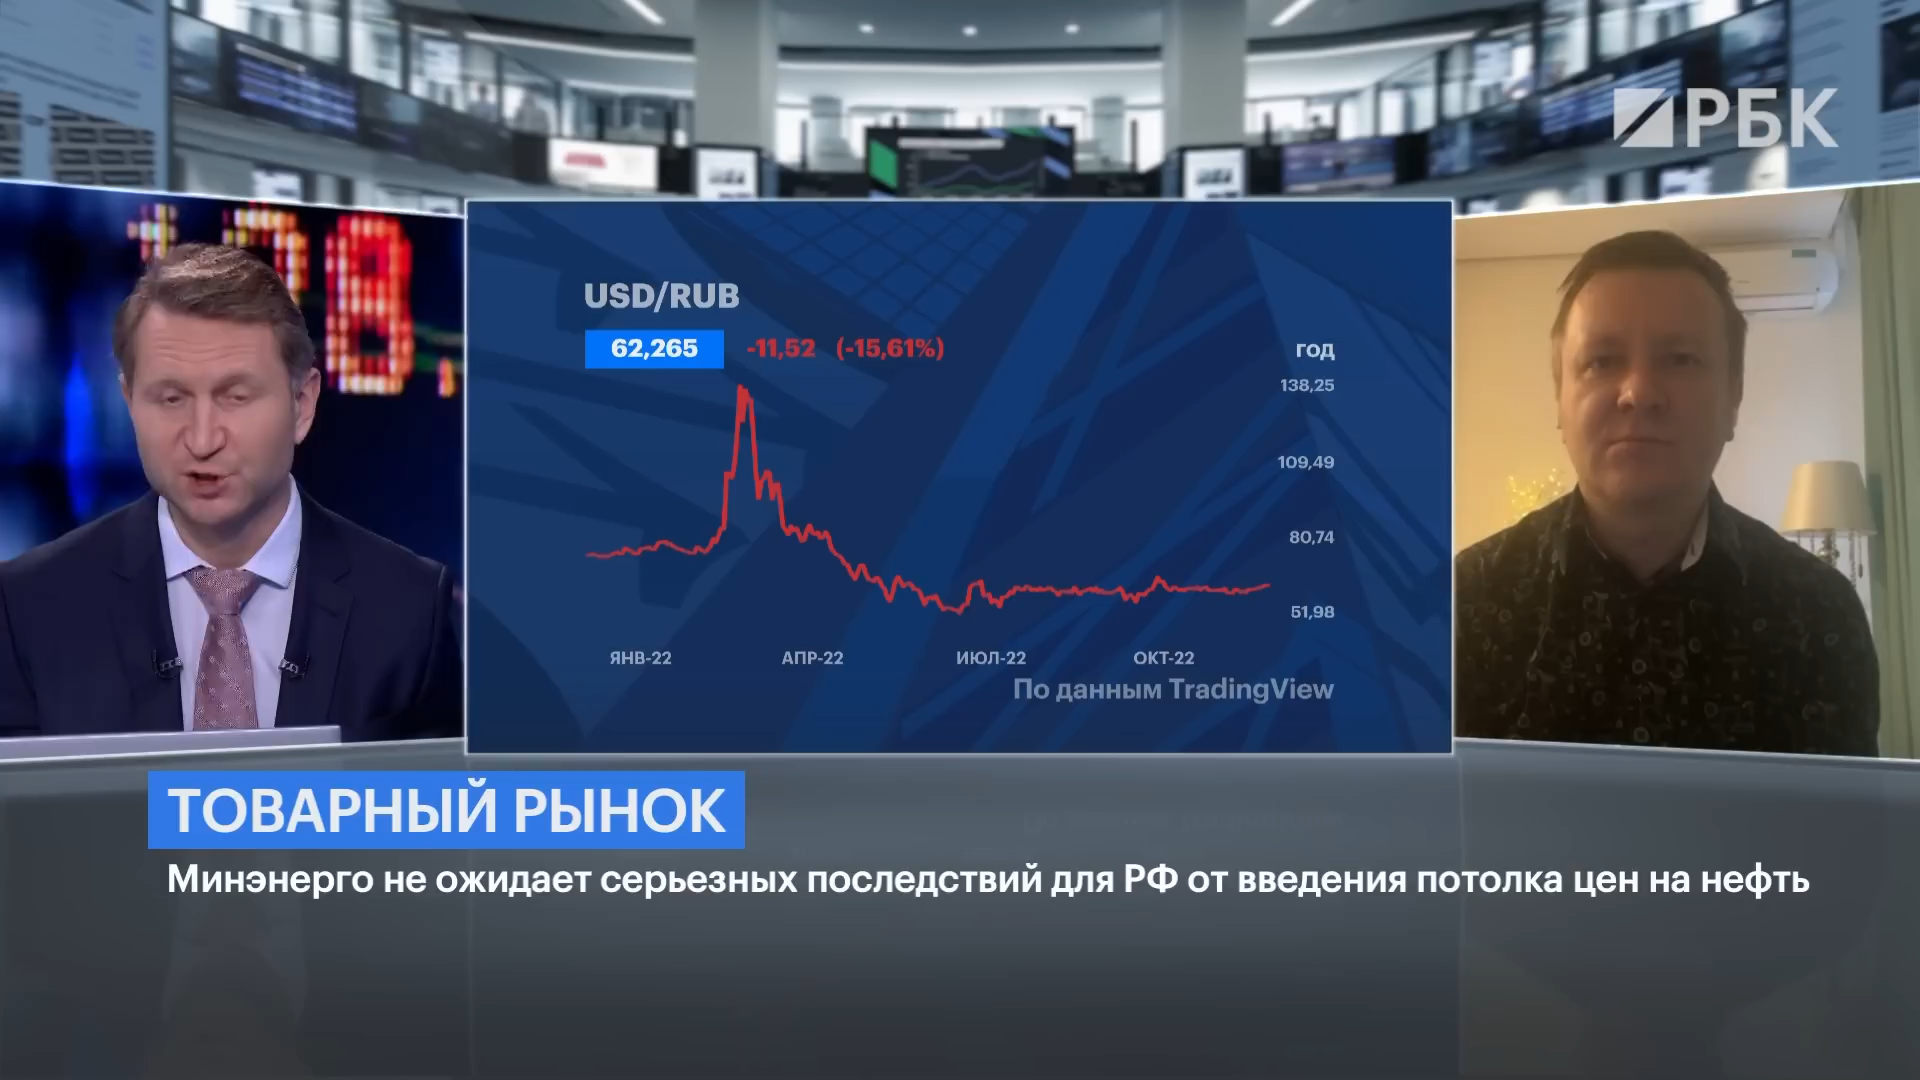 РБК
USD/RUB
62,265 -11,52 (-15,61%)
ГОД
138,25
109,49
80,74
51,98
ЯНВ-22 АПР-22 ИЮЛ-22 ОКТ-22
По данным TradingView
ТОВАРНЫЙ РЫНОК
Минэнерго не ожидает серьезных последствий для РФ от введения потолка цен на нефть